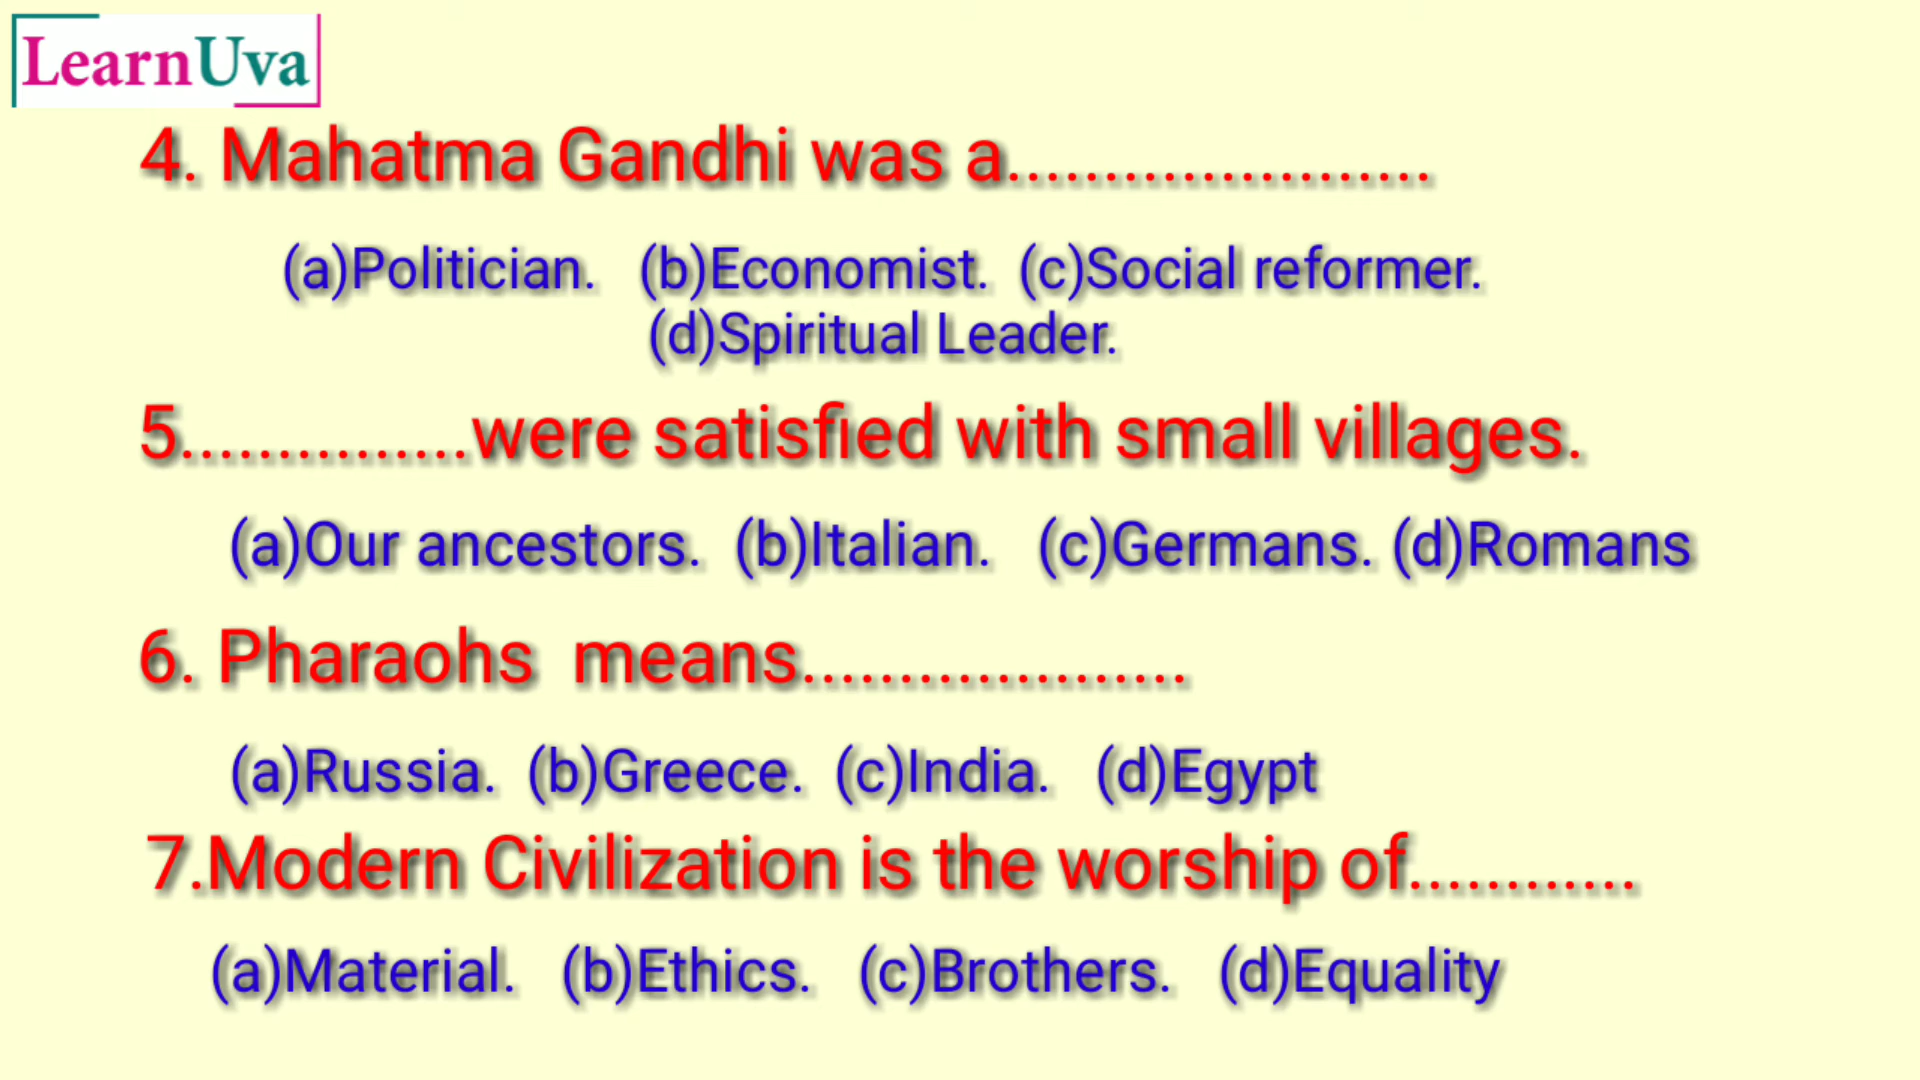 LearnUva
4. Mahatma Gandhi was a......................
(a)Politician. (b)Economist. (c)Social reformer.
(d)Spiritual Leader.
5...............were satisfied with small villages.
(a)Our ancestors. (b)Italian. (c)Germans. (d)Romans
6. Pharaohs means....................
(a)Russia. (b)Greece. (c)India. (d)Egypt
7.Modern Civilization is the worship of............
(a)Material. (b)Ethics. (c)Brothers. (d)Equality